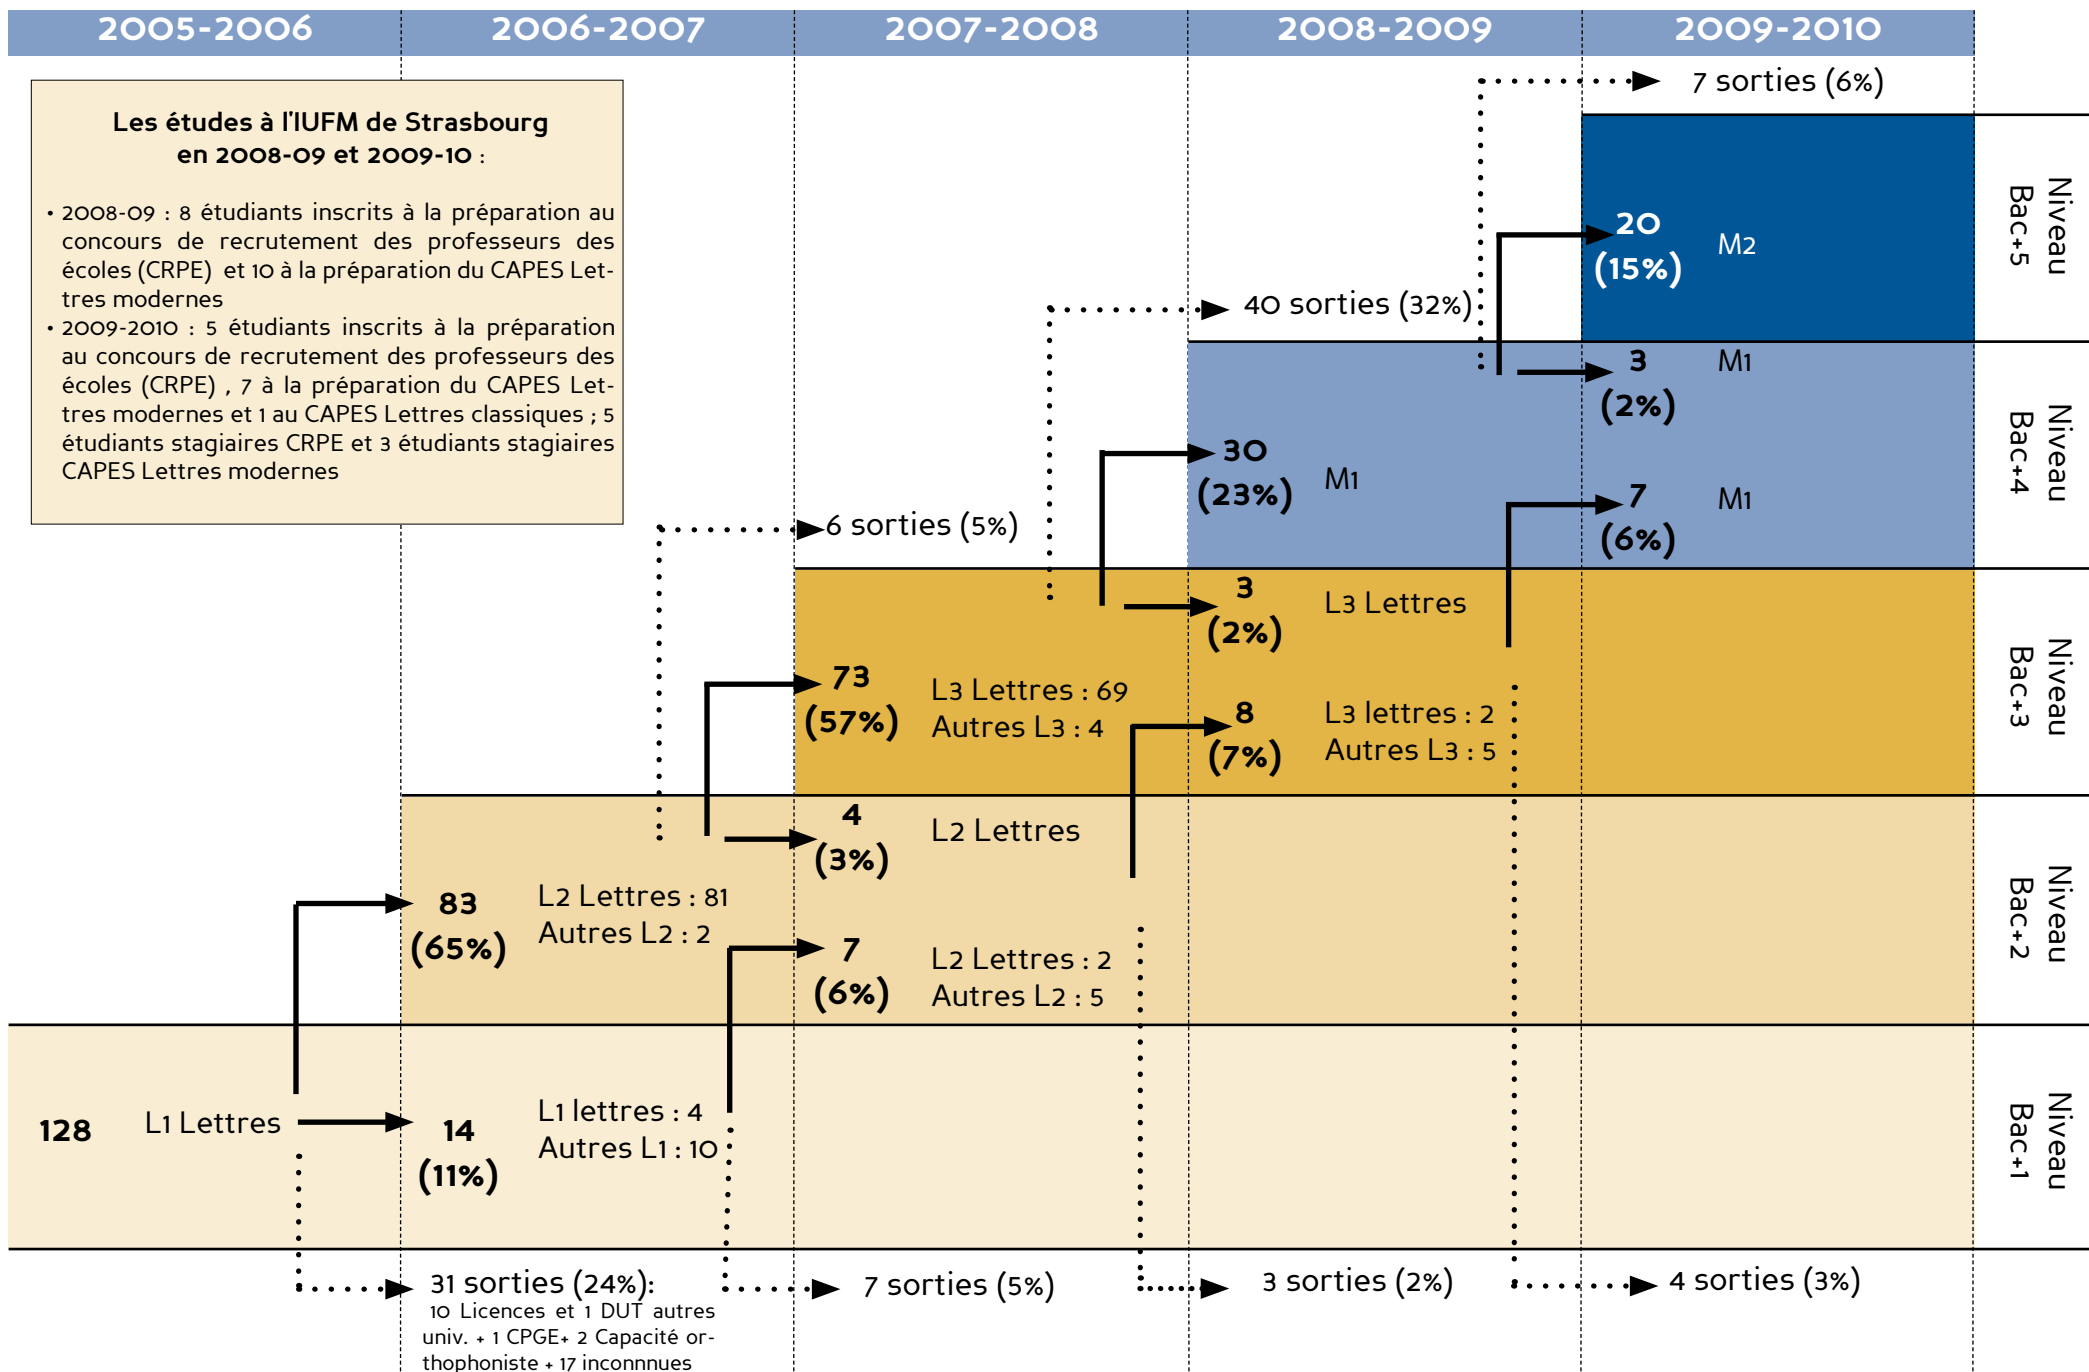 2005-2006
2006-2007
2007-2008
2008-2009
2009-2010
Les études à l'IUFM de Strasbourg
en 2008-09 et 2009-10 :
• 2008-09 : 8 étudiants inscrits à la préparation au
concours de recrutement des professeurs des
écoles (CRPE) et 10 à la préparation du CAPES Let-
tres modernes
• 2009-2010 : 5 étudiants inscrits à la préparation
au concours de recrutement des professeurs des
écoles (CRPE) , 7 à la préparation du CAPES Let-
tres modernes et 1 au CAPES Lettres classiques ; 5
étudiants stagiaires CRPE et 3 étudiants stagiaires
CAPES Lettres modernes
7 sorties (6%)
20
(15%)
M2
Niveau
Bac+5
40 sorties (32%)
3
(2%)
M1
30
(23%)
M1
7
(6%)
M1
Niveau
Bac+4
6 sorties (5%)
3
(2%)
L3 Lettres
73
(57%)
L3 Lettres : 69
Autres L3 : 4
8
(7%)
L3 lettres : 2
Autres L3 : 5
Niveau
Bac+3
4
(3%)
L2 Lettres
83
(65%)
L2 Lettres : 81
Autres L2 : 2
7
(6%)
L2 Lettres : 2
Autres L2 : 5
Niveau
Bac+2
128
L1 Lettres
14
(11%)
L1 lettres : 4
Autres L1 : 10
Niveau
Bac+1
31 sorties (24%):
10 Licences et 1 DUT autres
univ. + 1 CPGE+ 2 Capacité or-
thophoniste + 17 inconnnues
7 sorties (5%)
3 sorties (2%)
4 sorties (3%)